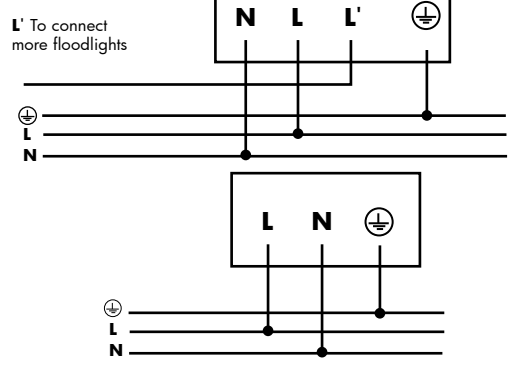 N L L' ⏚
L' To connect
more floodlights
⏚
L
N
L N ⏚
⏚
L
N